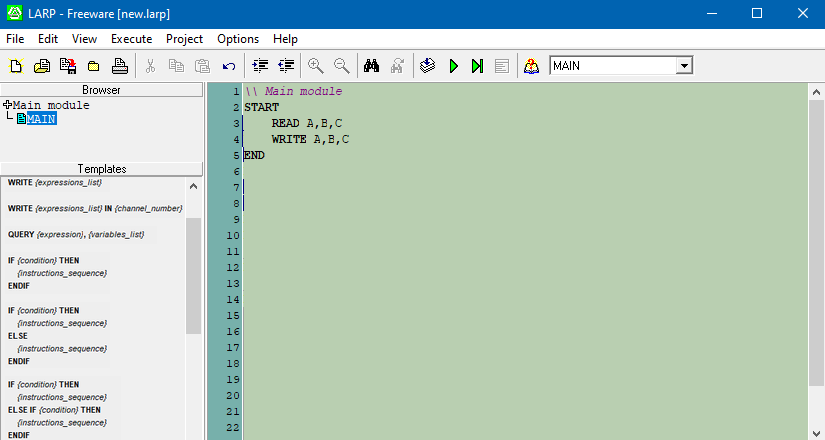 LARP - Freeware [new.larp]
File Edit View Execute Project Options Help
MAIN
Browser
Main module
MAIN
Templates
WRITE {expressions_list}
WRITE {expressions_list} IN {channel_number}
QUERY {expression}, {variables_list}
IF {condition} THEN
{instructions_sequence}
ENDIF
IF {condition} THEN
{instructions_sequence}
ELSE
{instructions_sequence}
ENDIF
IF {condition} THEN
{instructions_sequence}
ELSE IF {condition} THEN
{instructions_sequence}
ENDIF
1 \\ Main module
2 START
3 READ A,B,C
4 WRITE A,B,C
5 END
6
7
8
9
10
11
12
13
14
15
16
17
18
19
20
21
22